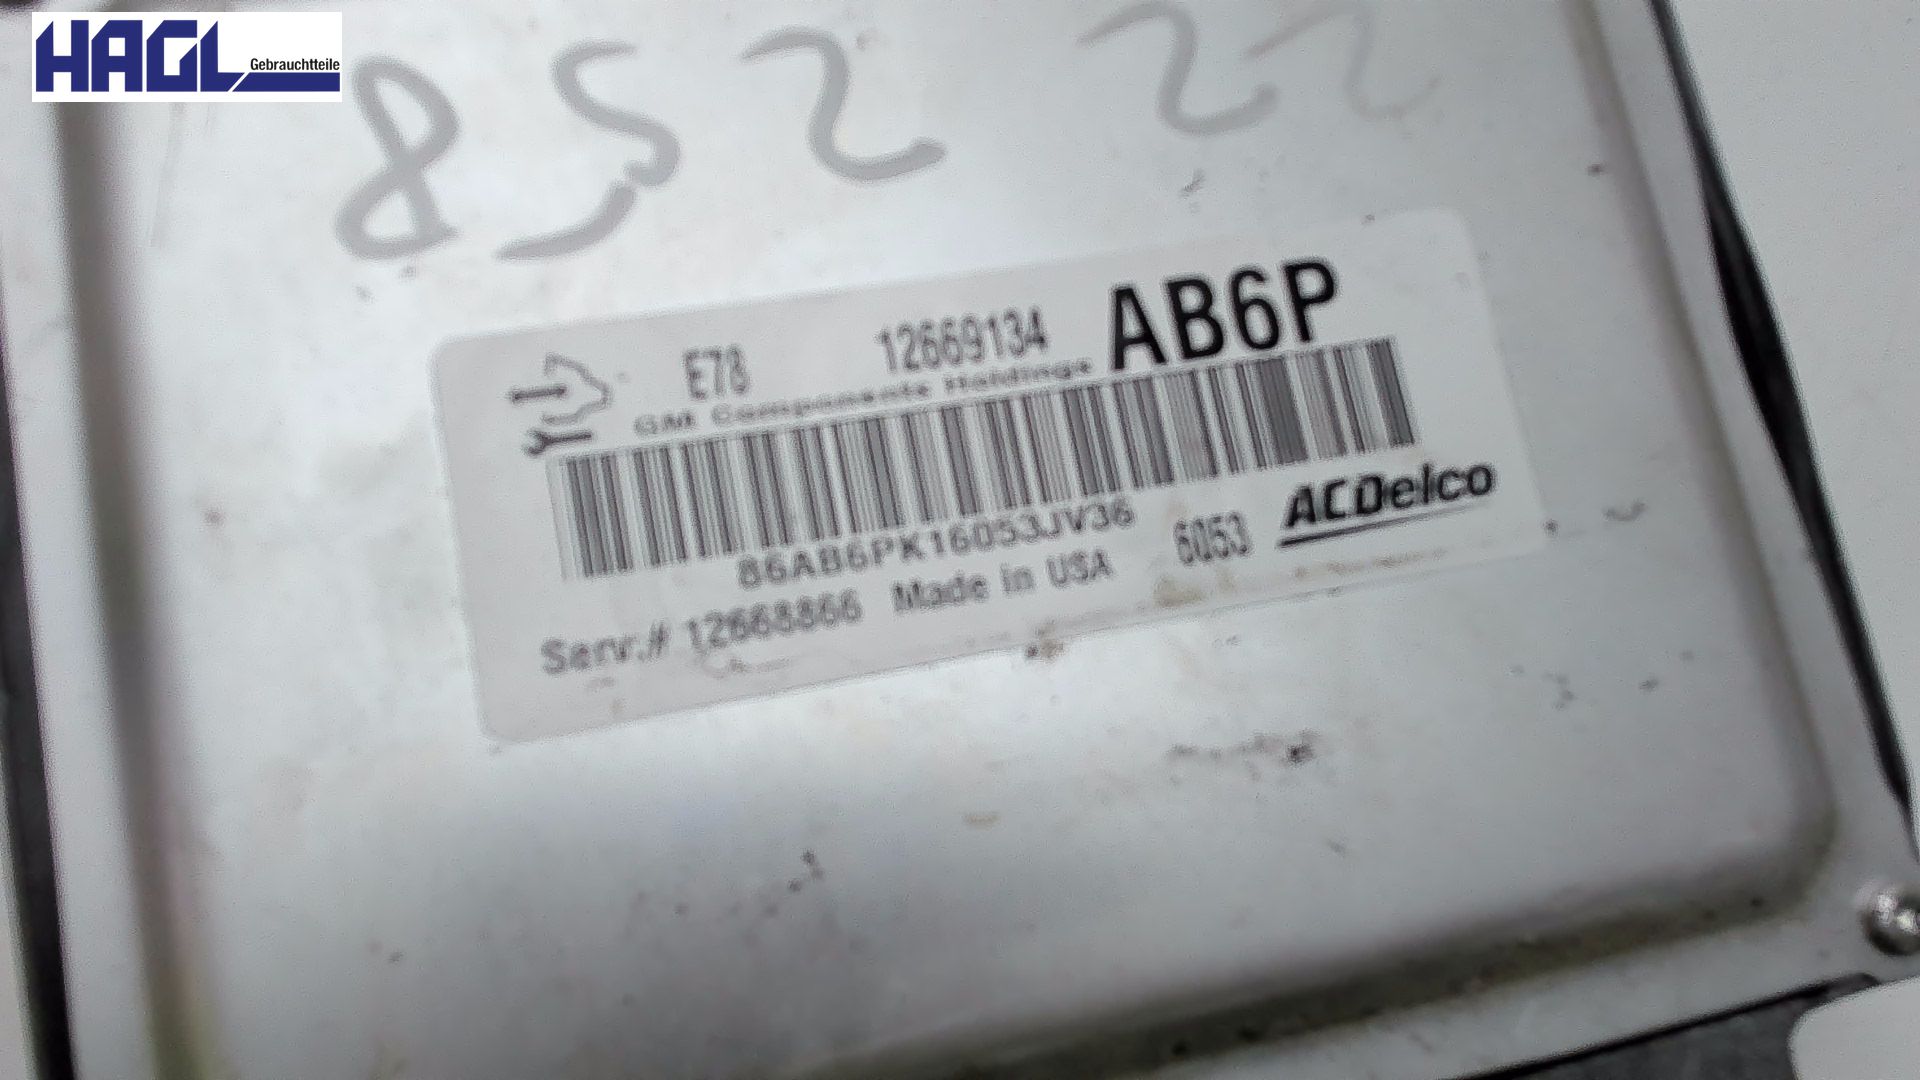 HAGL
Gebrauchtteile
852 22
E78 12669134 AB6P
GM Components Holdings
86AB6PK16053JV36
6053 ACDelco
Serv.# 12668866 Made in USA